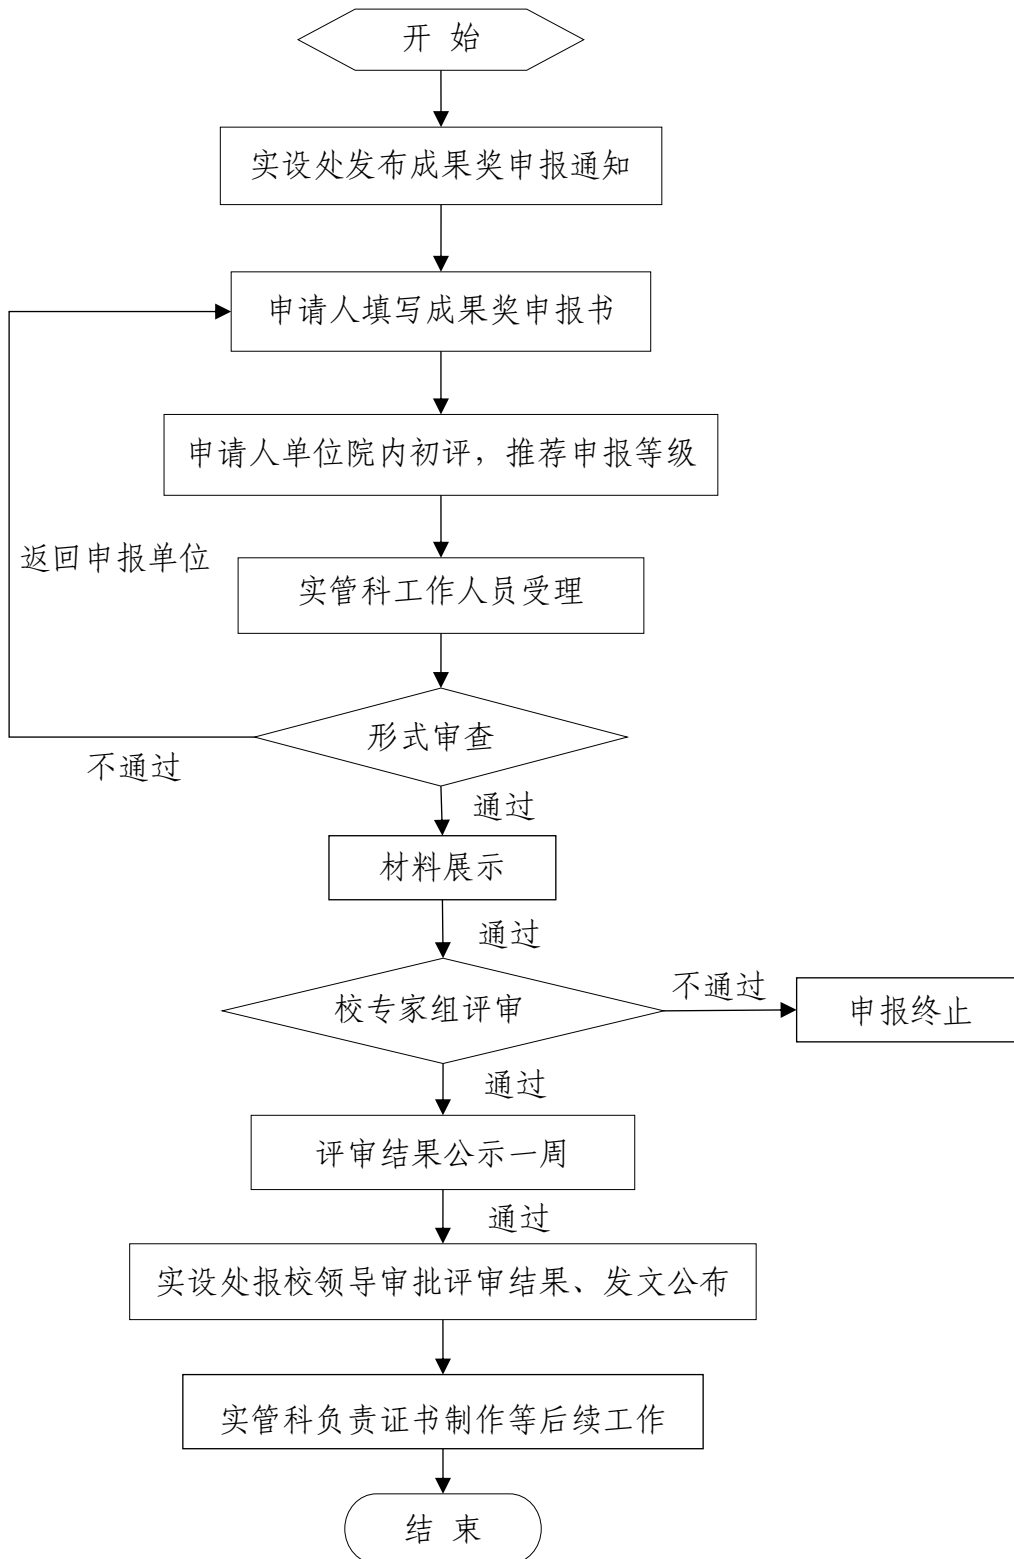 开 始
实设处发布成果奖申报通知
申请人填写成果奖申报书
申请人单位院内初评，推荐申报等级
返回申报单位
实管科工作人员受理
形式审查
不通过
通过
材料展示
通过
不通过
校专家组评审
申报终止
通过
评审结果公示一周
通过
实设处报校领导审批评审结果、发文公布
实管科负责证书制作等后续工作
结 束